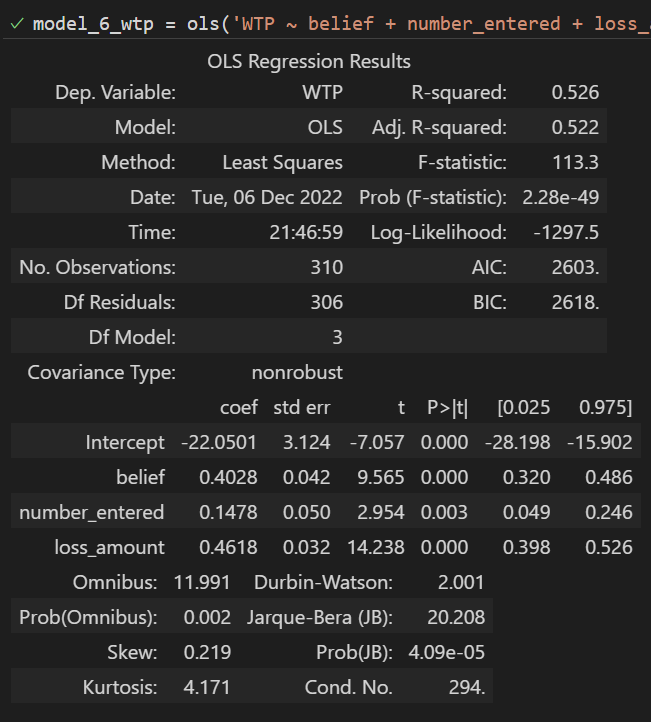 ✓ model_6_wtp = ols('WTP ~ belief + number_entered + loss_
OLS Regression Results
Dep. Variable: WTP R-squared: 0.526
Model: OLS Adj. R-squared: 0.522
Method: Least Squares F-statistic: 113.3
Date: Tue, 06 Dec 2022 Prob (F-statistic): 2.28e-49
Time: 21:46:59 Log-Likelihood: -1297.5
No. Observations: 310 AIC: 2603.
Df Residuals: 306 BIC: 2618.
Df Model: 3
Covariance Type: nonrobust
coef std err t P>|t| [0.025 0.975]
Intercept -22.0501 3.124 -7.057 0.000 -28.198 -15.902
belief 0.4028 0.042 9.565 0.000 0.320 0.486
number_entered 0.1478 0.050 2.954 0.003 0.049 0.246
loss_amount 0.4618 0.032 14.238 0.000 0.398 0.526
Omnibus: 11.991 Durbin-Watson: 2.001
Prob(Omnibus): 0.002 Jarque-Bera (JB): 20.208
Skew: 0.219 Prob(JB): 4.09e-05
Kurtosis: 4.171 Cond. No. 294.